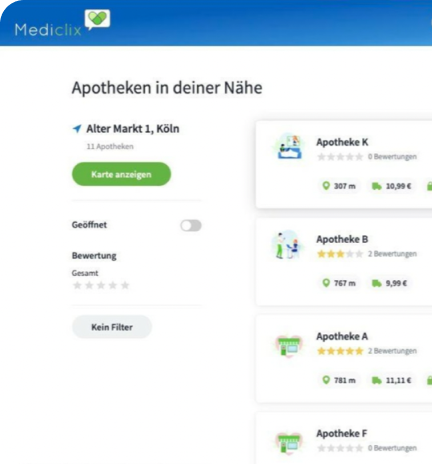 Mediclix
Apotheken in deiner Nähe
Alter Markt 1, Köln
11 Apotheken
Karte anzeigen
Geöffnet
Bewertung
Gesamt
Kein Filter
Apotheke K
0 Bewertungen
307 m 10,99 €
Apotheke B
2 Bewertungen
767 m 9,99 €
Apotheke A
2 Bewertungen
781 m 11,11 €
Apotheke F
0 Bewertungen